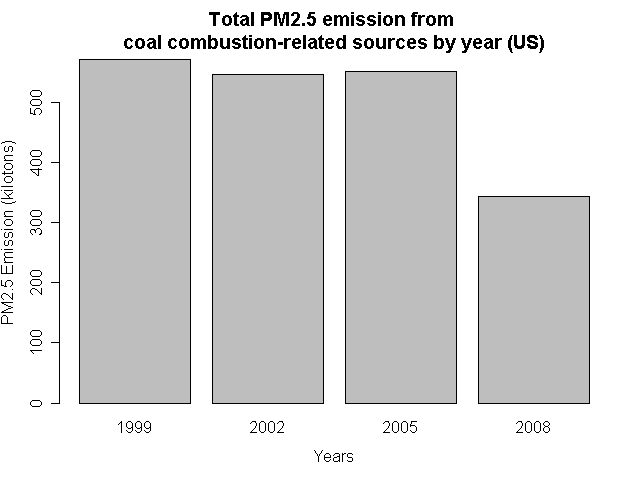 Total PM2.5 emission from
coal combustion-related sources by year (US)
PM2.5 Emission (kilotons)
500
400
300
200
100
0
1999 2002 2005 2008
Years